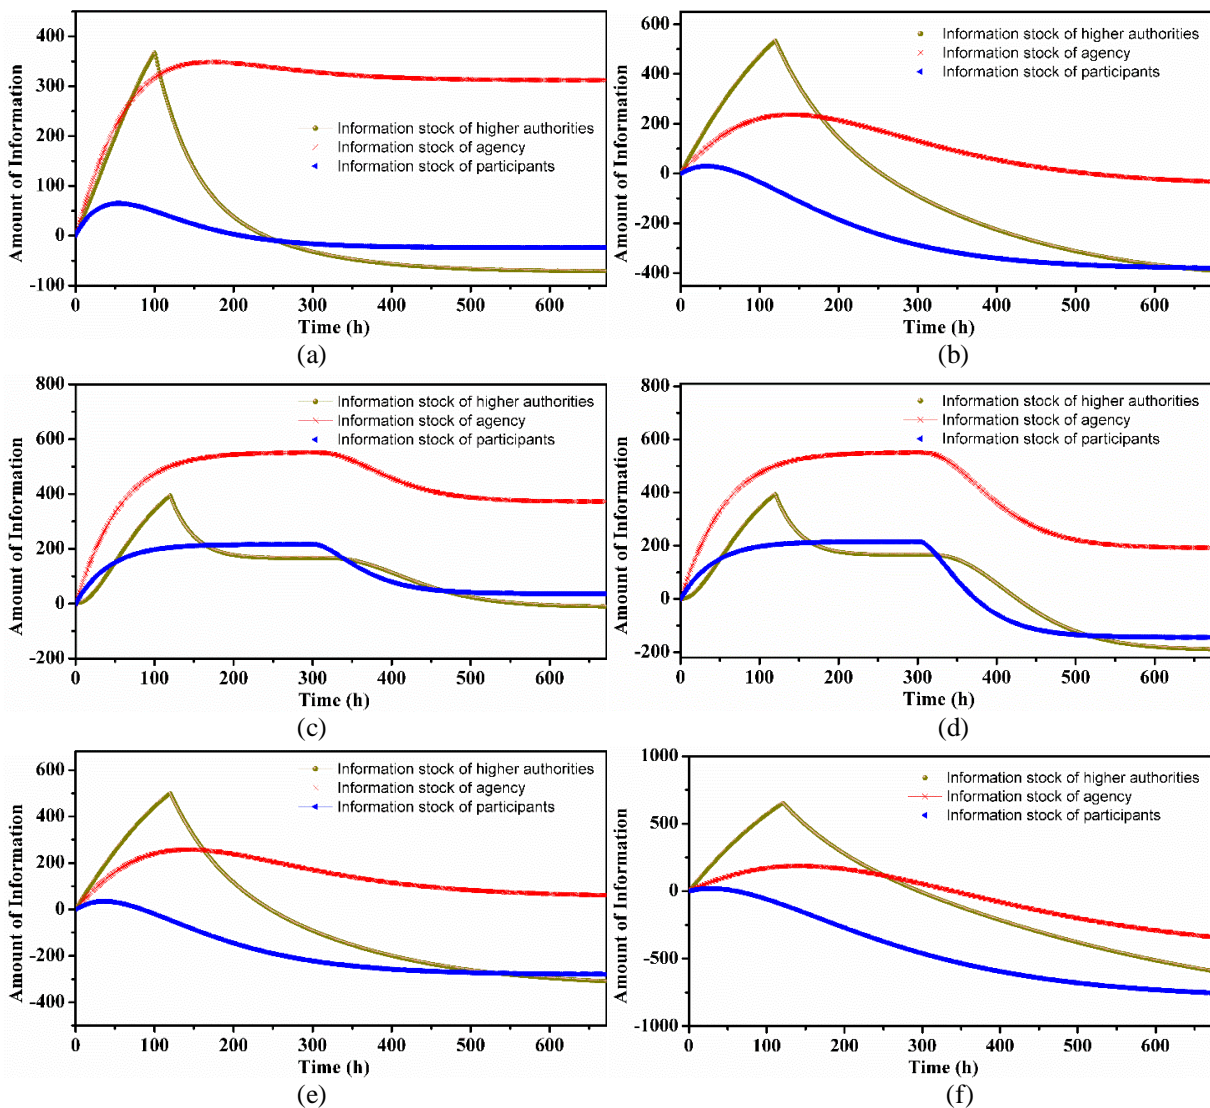 400
300
200
100
0
-100
0 100 200 300 400 500 600
Amount of Information
Time (h)
Information stock of higher authorities
Information stock of agency
Information stock of participants
(a)
600
400
200
0
-200
-400
0 100 200 300 400 500 600
Amount of Information
Time (h)
Information stock of higher authorities
Information stock of agency
Information stock of participants
(b)
800
600
400
200
0
-200
0 100 200 300 400 500 600
Amount of Information
Time (h)
Information stock of higher authorities
Information stock of agency
Information stock of participants
(c)
800
600
400
200
0
-200
0 100 200 300 400 500 600
Amount of Information
Time (h)
Information stock of higher authorities
Information stock of agency
Information stock of participants
(d)
600
400
200
0
-200
-400
0 100 200 300 400 500 600
Amount of Information
Time (h)
Information stock of higher authorities
Information stock of agency
Information stock of participants
(e)
1000
500
0
-500
-1000
0 100 200 300 400 500 600
Amount of Information
Time (h)
Information stock of higher authorities
Information stock of agency
Information stock of participants
(f)